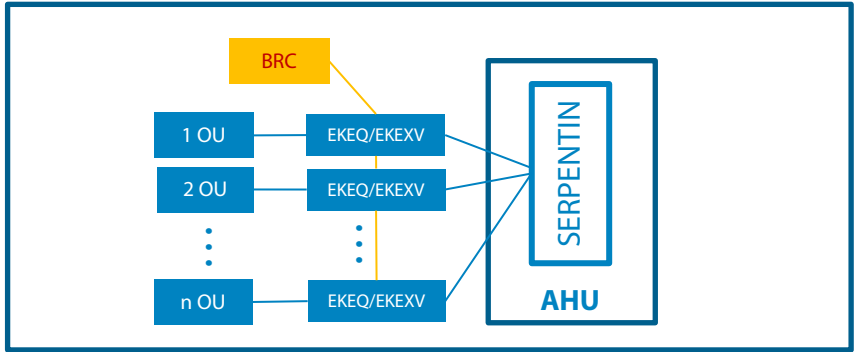 BRC
1 OU
EKEQ/EKEXV
2 OU
EKEQ/EKEXV
n OU
EKEQ/EKEXV
SERPENTIN
AHU